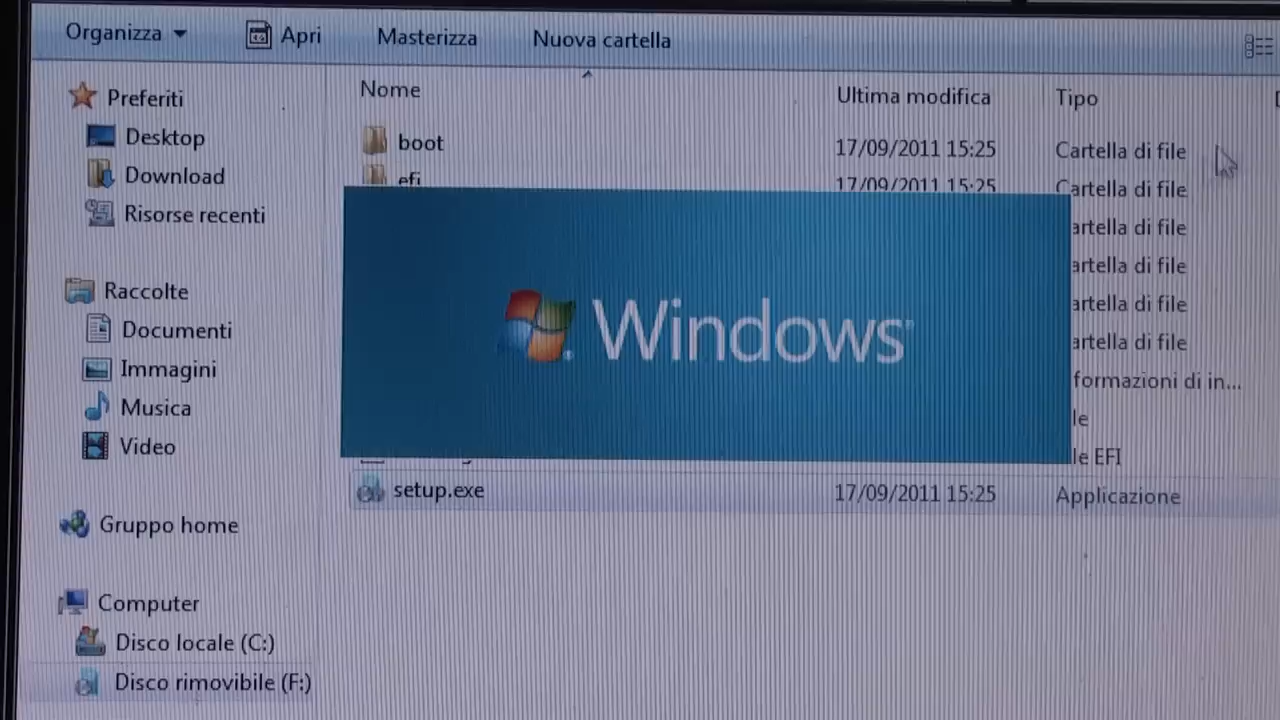 Organizza Apri Masterizza Nuova cartella
Nome Ultima modifica Tipo
Preferiti
Desktop
Download
Risorse recenti
Raccolte
Documenti
Immagini
Musica
Video
Gruppo home
Computer
Disco locale (C:)
Disco rimovibile (F:)
boot 17/09/2011 15:25 Cartella di file
efi 17/09/2011 15:25 Cartella di file
artella di file
artella di file
artella di file
artella di file
formazioni di in...
le
le EFI
setup.exe 17/09/2011 15:25 Applicazione
Windows